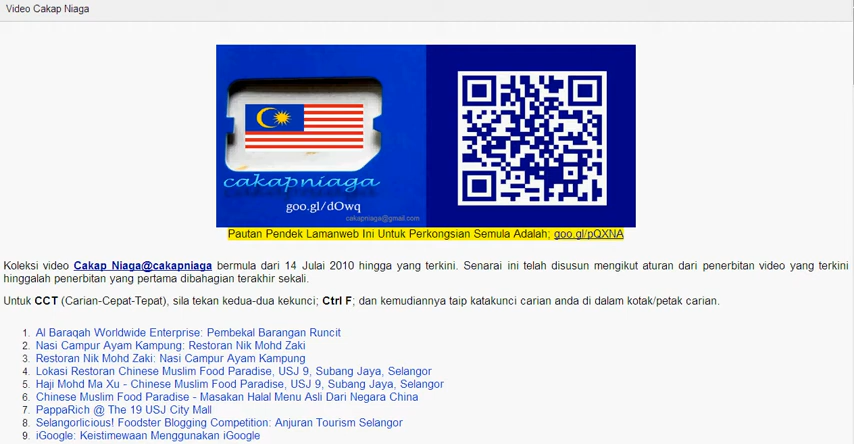 Video Cakap Niaga
cakapniaga
goo.gl/dOwq
cakapniaga@gmail.com
Pautan Pendek Lamanweb Ini Untuk Perkongsian Semula Adalah; goo.gl/pQXNA
Koleksi video Cakap Niaga@cakapniaga bermula dari 14 Julai 2010 hingga yang terkini. Senarai ini telah disusun mengikut aturan dari penerbitan video yang terkini
hinggalah penerbitan yang pertama dibahagian terakhir sekali.
Untuk CCT (Carian-Cepat-Tepat), sila tekan kedua-dua kekunci; Ctrl F; dan kemudiannya taip katakunci carian anda di dalam kotak/petak carian.
1. Al Baraqah Worldwide Enterprise: Pembekal Barangan Runcit
2. Nasi Campur Ayam Kampung: Restoran Nik Mohd Zaki
3. Restoran Nik Mohd Zaki: Nasi Campur Ayam Kampung
4. Lokasi Restoran Chinese Muslim Food Paradise, USJ 9, Subang Jaya, Selangor
5. Haji Mohd Ma Xu - Chinese Muslim Food Paradise, USJ 9, Subang Jaya, Selangor
6. Chinese Muslim Food Paradise - Masakan Halal Menu Asli Dari Negara China
7. PappaRich @ The 19 USJ City Mall
8. Selangorlicious! Foodster Blogging Competition: Anjuran Tourism Selangor
9. iGoogle: Keistimewaan Menggunakan iGoogle